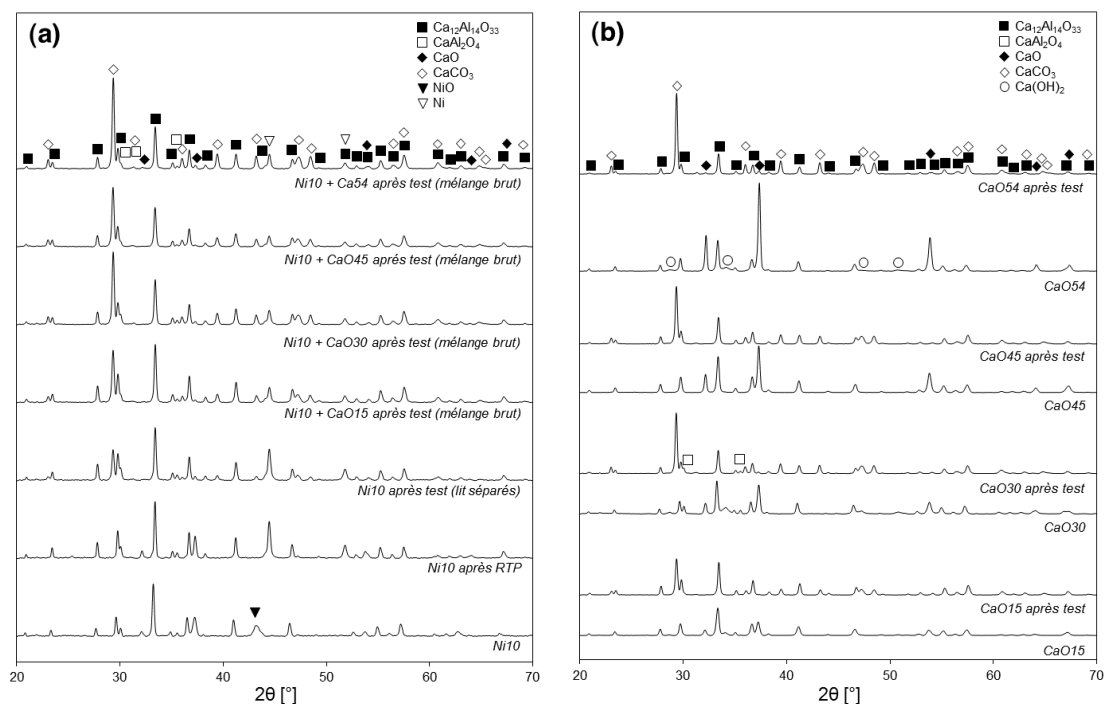 (a)
Ca₁₂Al₁₄O₃₃
CaAl₂O₄
CaO
CaCO₃
NiO
Ni
Ni10 + Ca54 après test (mélange brut)
Ni10 + CaO45 aprés test (mélange brut)
Ni10 + CaO30 après test (mélange brut)
Ni10 + CaO15 après test (mélange brut)
Ni10 après test (lit séparés)
Ni10 après RTP
Ni10
20 30 40 50 60 70
2θ [°]
(b)
Ca₁₂Al₁₄O₃₃
CaAl₂O₄
CaO
CaCO₃
Ca(OH)₂
CaO54 après test
CaO54
CaO45 après test
CaO45
CaO30 après test
CaO30
CaO15 après test
CaO15
20 30 40 50 60 70
2θ [°]